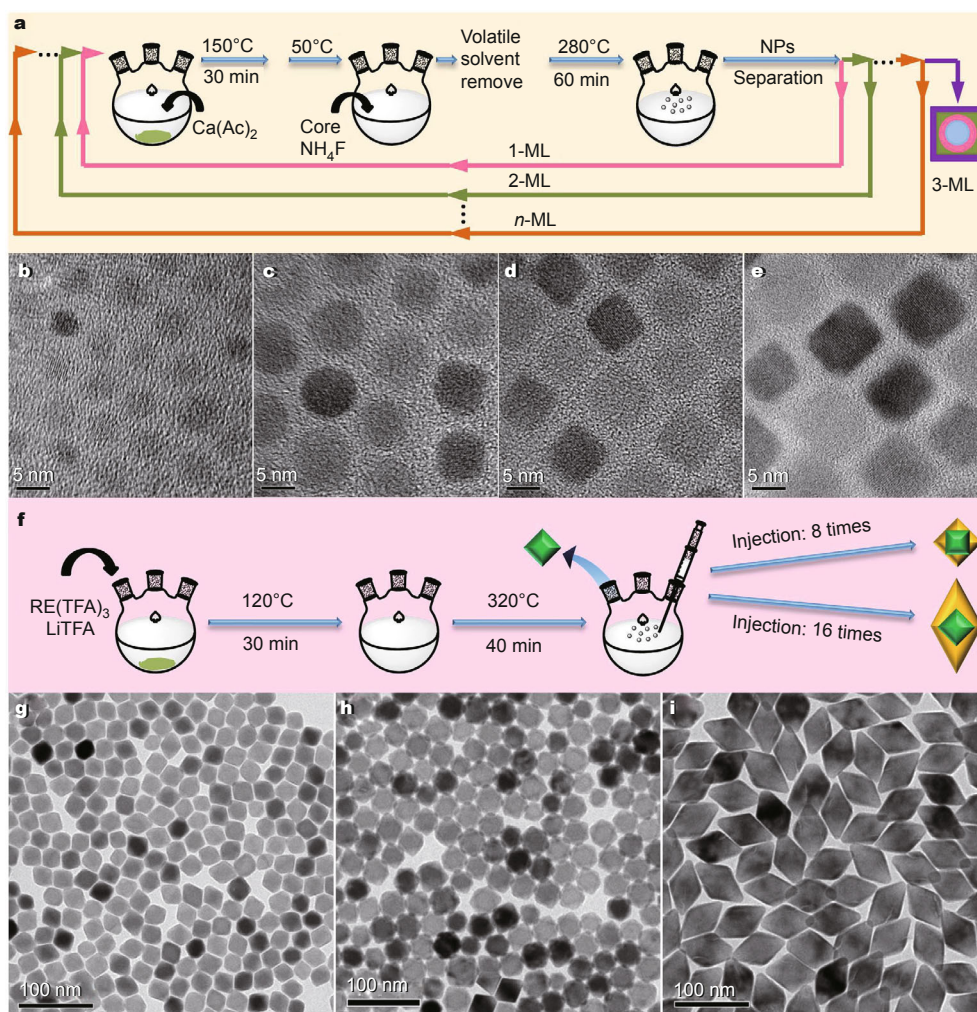 a
150°C
30 min
50°C
Volatile
solvent
remove
280°C
60 min
NPs
Separation
Ca(Ac)₂
Core
NH₄F
1-ML
2-ML
n-ML
3-ML
b
5 nm
c
5 nm
d
5 nm
e
5 nm
f
RE(TFA)₃
LiTFA
120°C
30 min
320°C
40 min
Injection: 8 times
Injection: 16 times
g
100 nm
h
100 nm
i
100 nm